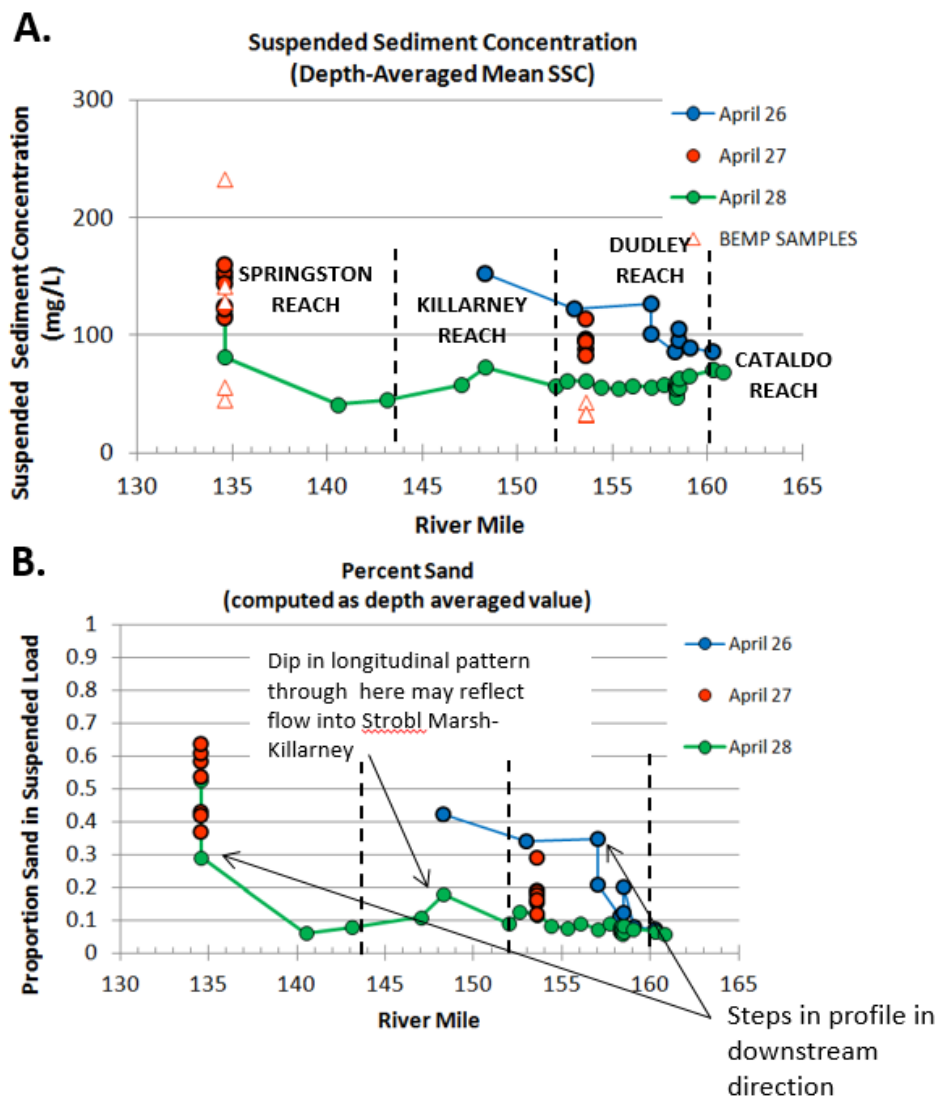 A.
Suspended Sediment Concentration
(Depth-Averaged Mean SSC)
Suspended Sediment Concentration
(mg/L)
300
200
100
0
April 26
April 27
April 28
BEMP SAMPLES
SPRINGSTON
REACH
KILLARNEY
REACH
DUDLEY
REACH
CATALDO
REACH
130 135 140 145 150 155 160 165
River Mile
B.
Percent Sand
(computed as depth averaged value)
Proportion Sand in Suspended Load
1
0.9
0.8
0.7
0.6
0.5
0.4
0.3
0.2
0.1
0
Dip in longitudinal pattern
through here may reflect
flow into Strobl Marsh-
Killarney
April 26
April 27
April 28
130 135 140 145 150 155 160 165
River Mile
Steps in profile in
downstream
direction